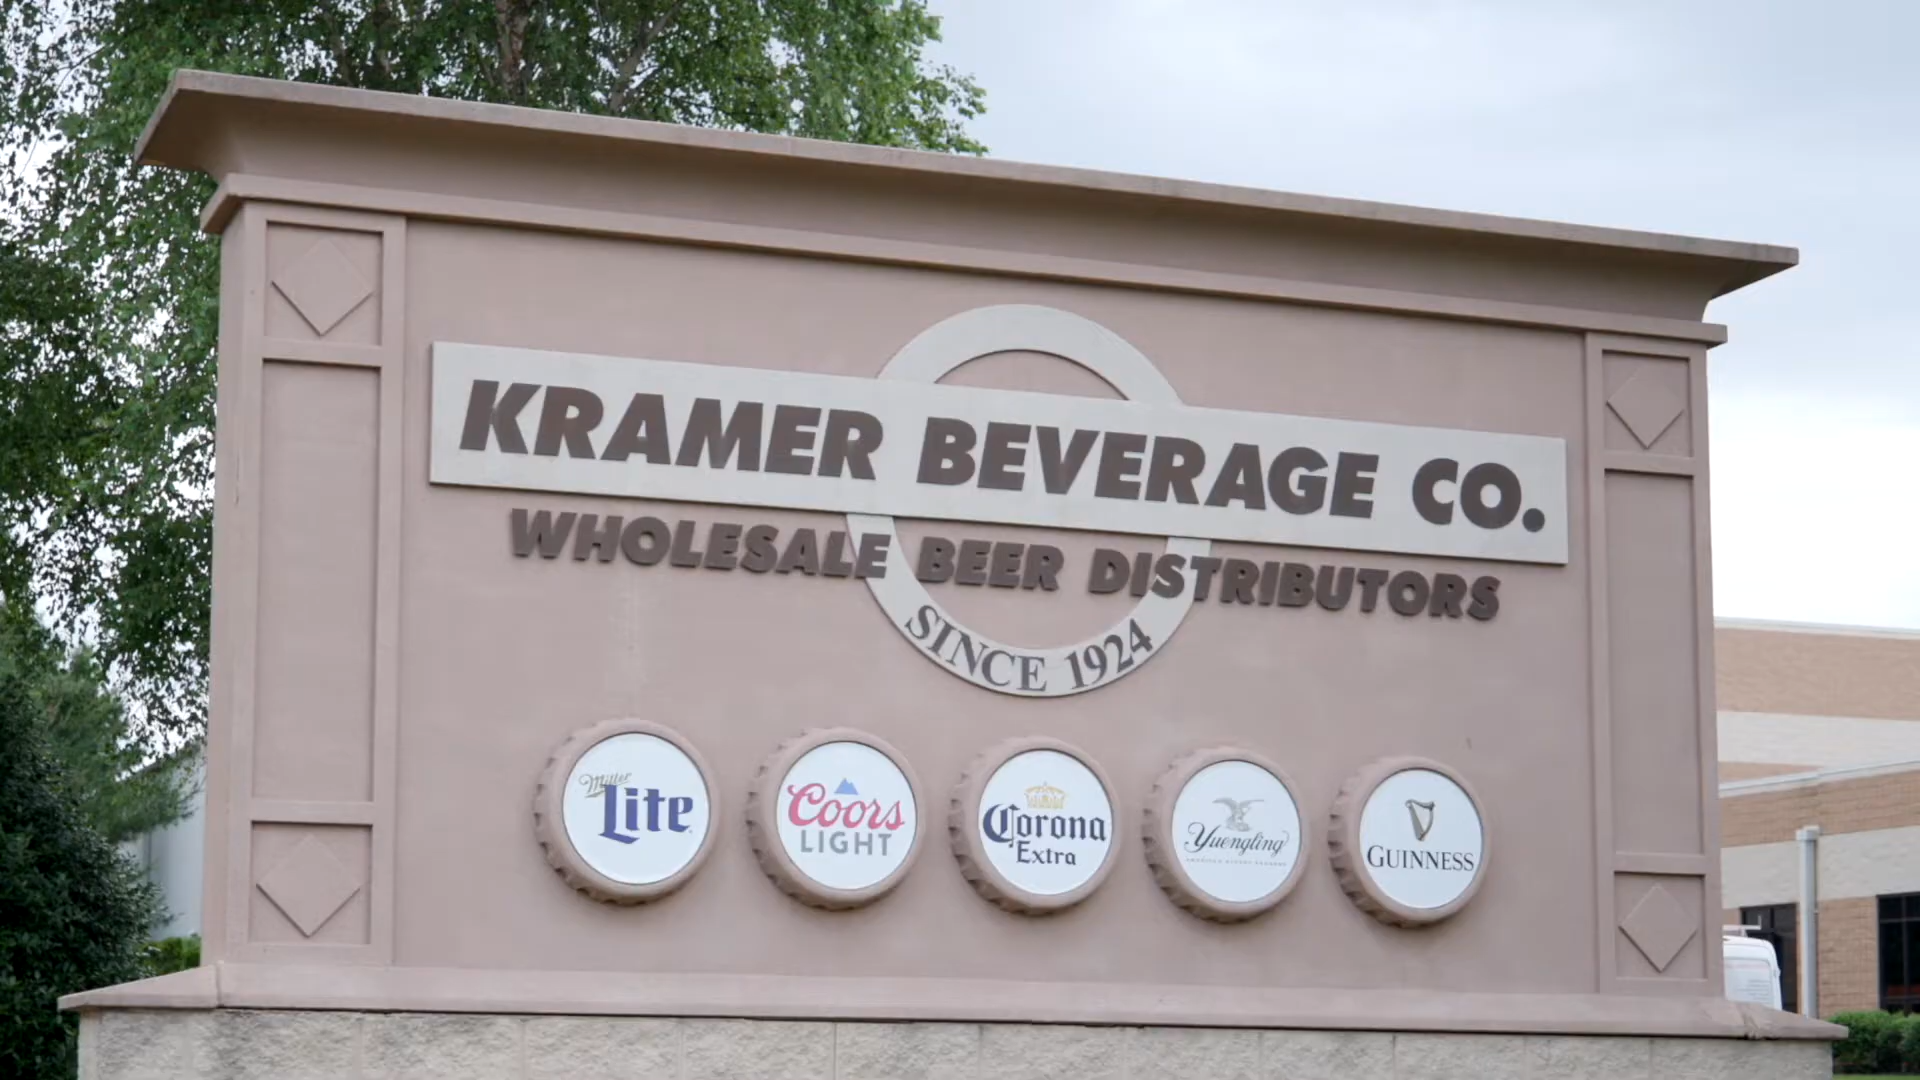 KRAMER BEVERAGE CO.
WHOLESALE BEER DISTRIBUTORS
SINCE 1924
Miller
Lite
Coors
LIGHT
Corona
Extra
Yuengling
GUINNESS